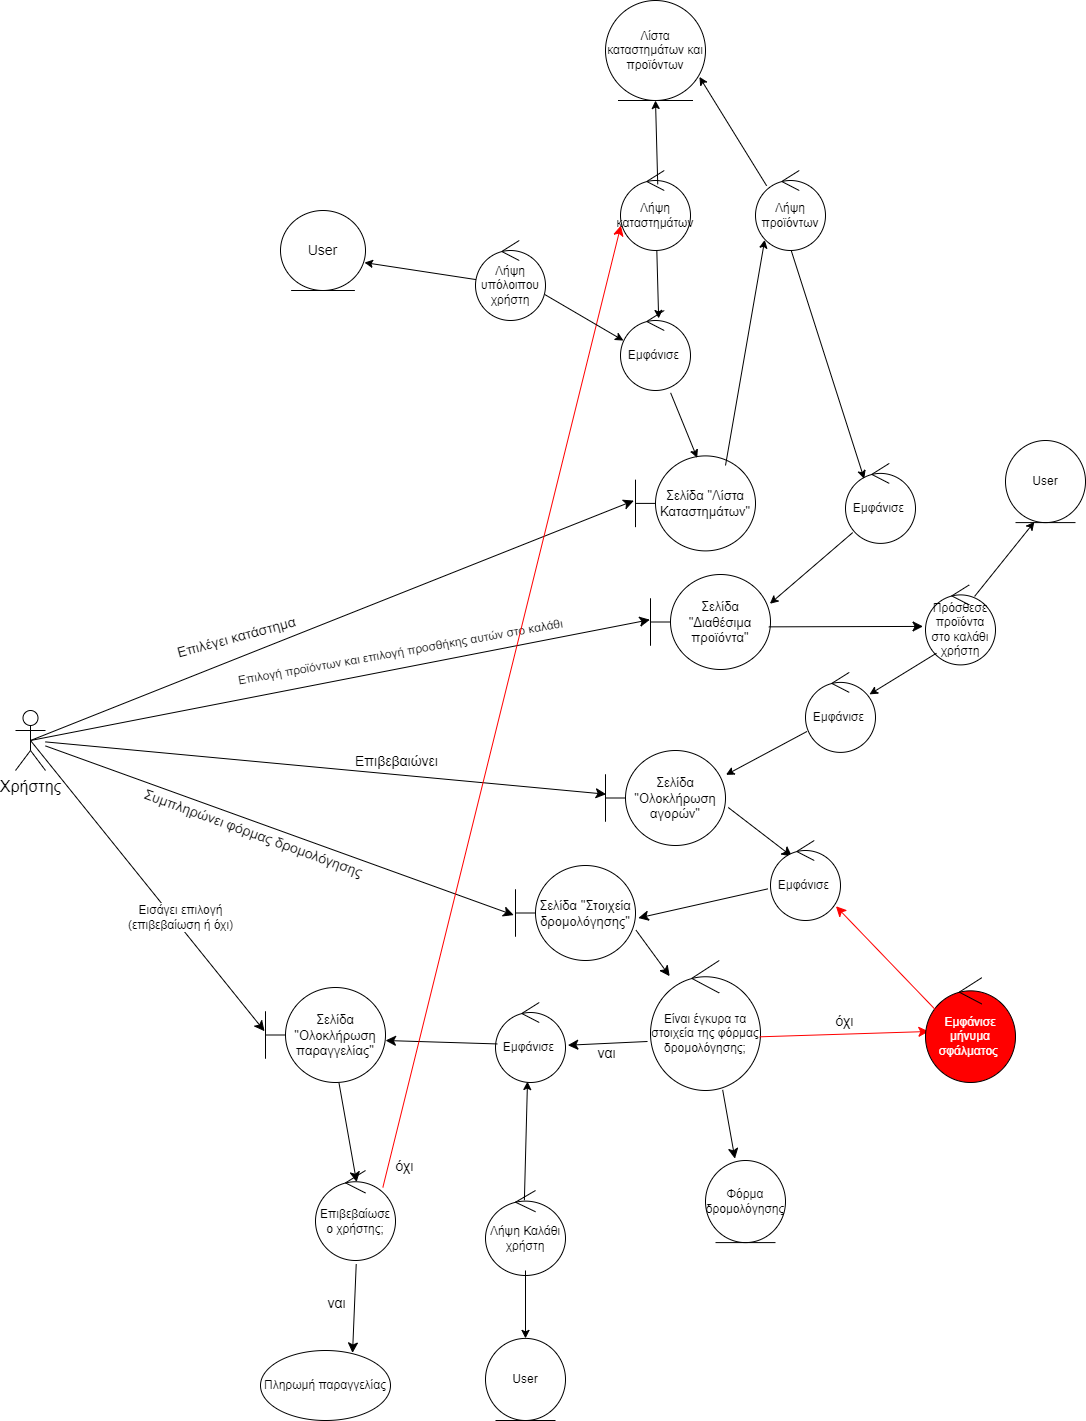 Λίστα
καταστημάτων και
προϊόντων
Λήψη
καταστημάτων
Λήψη
προϊόντων
User
Λήψη
υπόλοιπου
χρήστη
Εμφάνισε
Σελίδα "Λίστα
Καταστημάτων"
Εμφάνισε
User
Σελίδα
"Διαθέσιμα
προϊόντα"
Πρόσθεσε
προϊόντα
στο καλάθι
χρήστη
Επιλέγει κατάστημα
Επιλογή προϊόντων και επιλογή προσθήκης αυτών στο καλάθι
Εμφάνισε
Χρήστης
Επιβεβαιώνει
Σελίδα
"Ολοκλήρωση
αγορών"
Συμπληρώνει φόρμας δρομολόγησης
Εμφάνισε
Σελίδα "Στοιχεία
δρομολόγησης"
Εισάγει επιλογή
(επιβεβαίωση ή όχι)
Σελίδα
"Ολοκλήρωση
παραγγελίας"
Εμφάνισε
ναι
Είναι έγκυρα τα
στοιχεία της φόρμας
δρομολόγησης;
όχι
Εμφάνισε
μήνυμα
σφάλματος
όχι
Επιβεβαίωσε
ο χρήστης;
Λήψη Καλάθι
χρήστη
Φόρμα
δρομολόγησης
ναι
Πληρωμή παραγγελίας
User